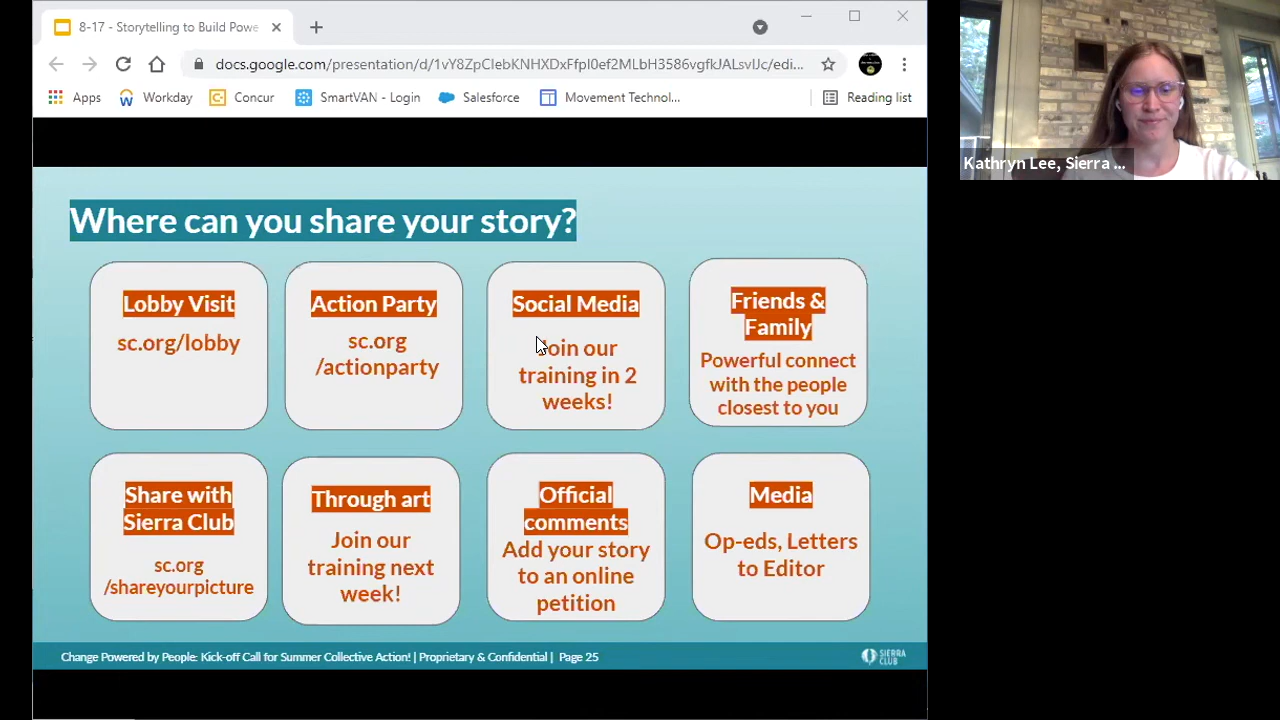 8-17 - Storytelling to Build Powe
docs.google.com/presentation/d/1vY8ZpCIebKNHXDxFfpI0ef2MLbH3586vgfkJALsvlJc/edi...
Apps Workday Concur SmartVAN - Login Salesforce Movement Technol... Reading list
Kathryn Lee, Sierra ...
Where can you share your story?
Lobby Visit
sc.org/lobby
Action Party
sc.org
/actionparty
Social Media
Join our
training in 2
weeks!
Friends &
Family
Powerful connect
with the people
closest to you
Share with
Sierra Club
sc.org
/shareyourpicture
Through art
Join our
training next
week!
Official
comments
Add your story
to an online
petition
Media
Op-eds, Letters
to Editor
Change Powered by People: Kick-off Call for Summer Collective Action! | Proprietary & Confidential | Page 25
SIERRA
CLUB